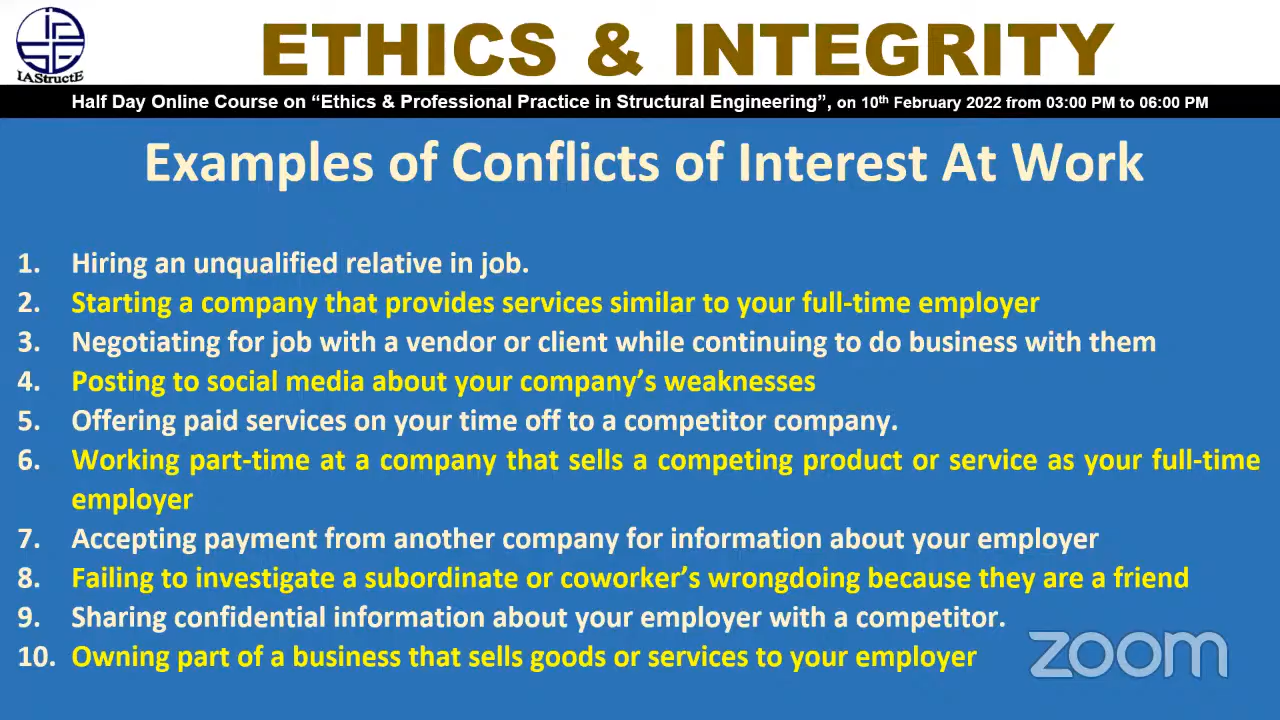 IAStructE
ETHICS & INTEGRITY
Half Day Online Course on “Ethics & Professional Practice in Structural Engineering”, on 10th February 2022 from 03:00 PM to 06:00 PM
Examples of Conflicts of Interest At Work
1. Hiring an unqualified relative in job.
2. Starting a company that provides services similar to your full-time employer
3. Negotiating for job with a vendor or client while continuing to do business with them
4. Posting to social media about your company’s weaknesses
5. Offering paid services on your time off to a competitor company.
6. Working part-time at a company that sells a competing product or service as your full-time
employer
7. Accepting payment from another company for information about your employer
8. Failing to investigate a subordinate or coworker’s wrongdoing because they are a friend
9. Sharing confidential information about your employer with a competitor.
10. Owning part of a business that sells goods or services to your employer
zoom